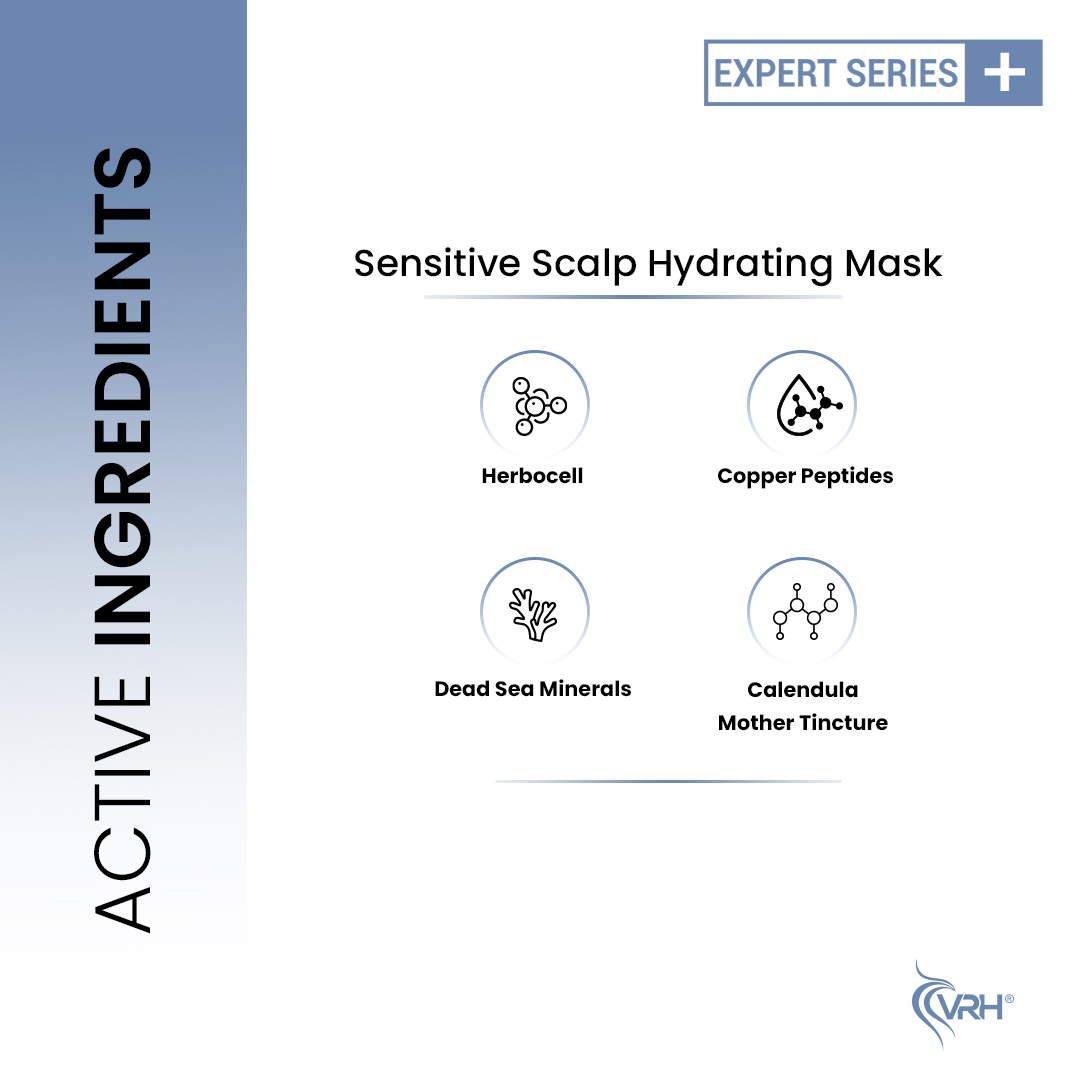 EXPERT SERIES +
ACTIVE INGREDIENTS
Sensitive Scalp Hydrating Mask
Herbocell
Copper Peptides
Dead Sea Minerals
Calendula
Mother Tincture
VRH®